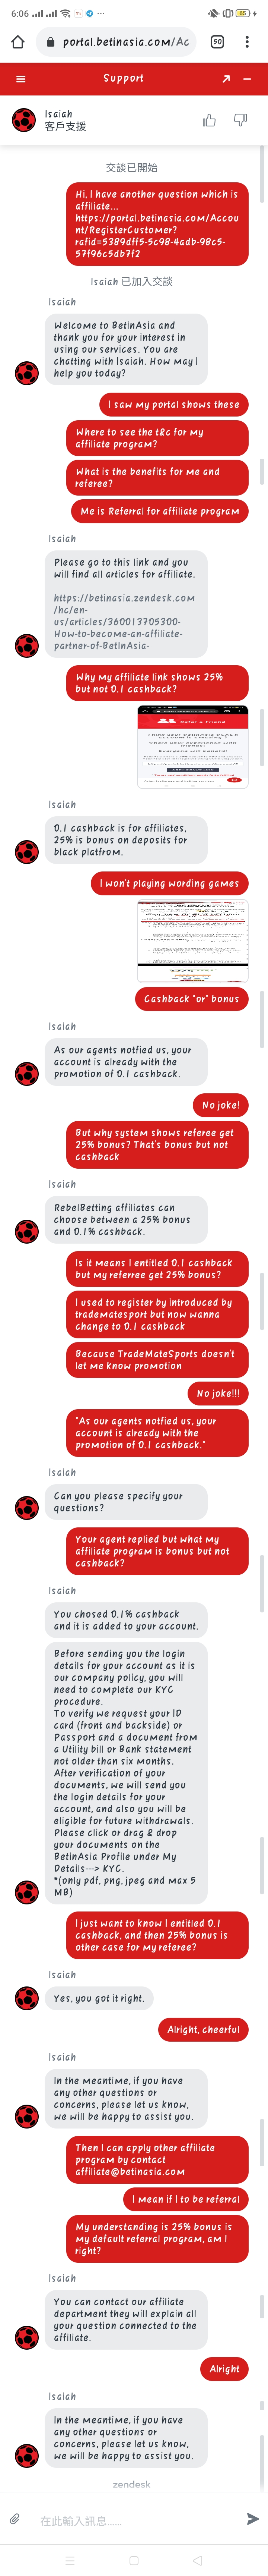 6:06
65
portal.betinasia.com/Ac
90
Support
Isaiah
客戶支援
交談已開始
Hi, I have another question which is
affiliate...
https://portal.betinasia.com/Accou
nt/RegisterCustomer?
rafid=5389dff5-5c98-4adb-98c5-
57f96c5db7f2
Isaiah 已加入交談
Isaiah
Welcome to BetinAsia and
thank you for your interest in
using our services. You are
chatting with Isaiah. How may I
help you today?
I saw my portal shows these
Where to see the t&c for my
affiliate program?
What is the benefits for me and
referee?
Me is Referral for affiliate program
Isaiah
Please go to this link and you
will find all articles for affiliate.
https://betinasia.zendesk.com
/hc/en-
us/articles/360013705300-
How-to-become-an-affiliate-
partner-of-BetInAsia-
Why my affiliate link shows 25%
but not 0.1 cashback?
Refer a Friend
Isaiah
0.1 cashback is for affiliates,
25% is bonus on deposits for
black platfrom.
I won't playing wording games
Cashback "or" bonus
Isaiah
As our agents notfied us, your
account is already with the
promotion of 0.1 cashback.
No joke!
But why system shows referee get
25% bonus? That's bonus but not
cashback
Isaiah
RebelBetting affiliates can
choose between a 25% bonus
and 0.1% cashback.
Is it means I entitled 0.1 cashback
but my referree get 25% bonus?
I used to register by introduced by
tradematesport but now wanna
change to 0.1 cashback
Because TradeMateSports doesn't
let me know promotion
No joke!!!
"As our agents notfied us, your
account is already with the
promotion of 0.1 cashback."
Isaiah
Can you please specify your
questions?
Your agent replied but what my
affiliate program is bonus but not
cashback?
Isaiah
You chosed 0.1% cashback
and it is added to your account.
Before sending you the login
details for your account as it is
our company policy, you will
need to complete our KYC
procedure.
To verify we request your ID
card (front and backside) or
Passport and a document from
a Utility bill or Bank statement
not older than six months.
After verification of your
documents, we will send you
the login details for your
account, and also you will be
eligible for future withdrawals.
Please click or drag & drop
your documents on the
BetinAsia Profile under My
Details---> KYC.
*(only pdf, png, jpeg and max 5
MB)
I just want to know I entitled 0.1
cashback, and then 25% bonus is
other case for my referee?
Isaiah
Yes, you got it right.
Alright, cheerful
Isaiah
In the meantime, if you have
any other questions or
concerns, please let us know,
we will be happy to assist you.
Then I can apply other affiliate
program by contact
affiliate@betinasia.com
I mean if I to be referral
My understanding is 25% bonus is
my default referral program, am I
right?
Isaiah
You can contact our affiliate
department they will explain all
your question connected to the
affiliate.
Alright
Isaiah
In the meantime, if you have
any other questions or
concerns, please let us know,
we will be happy to assist you.
zendesk
在此輸入訊息......